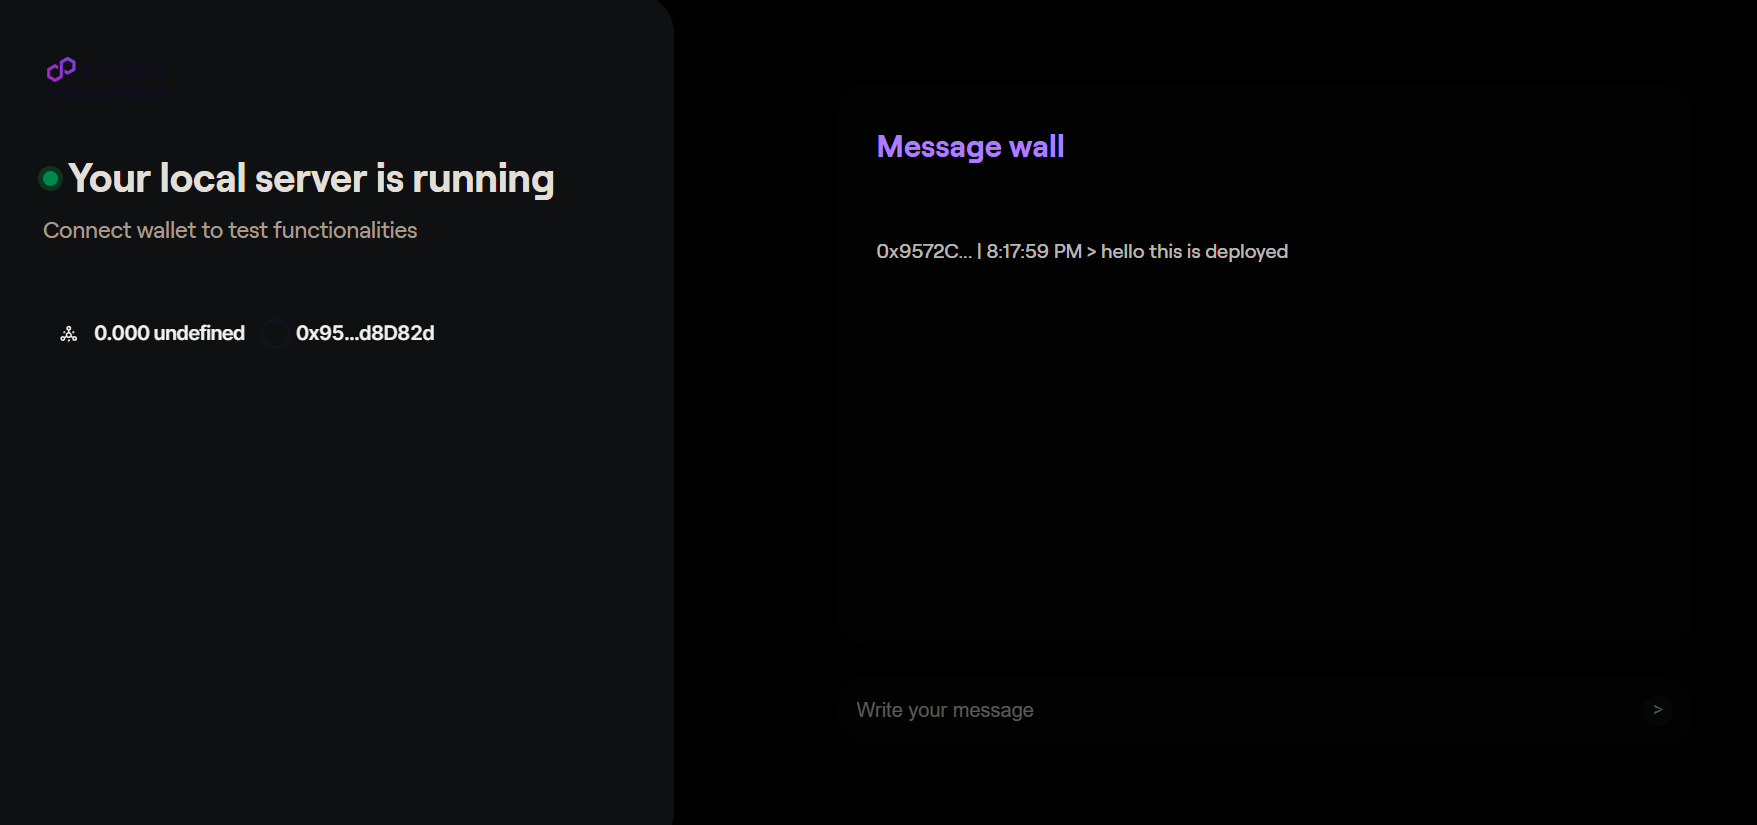 Your local server is running
Connect wallet to test functionalities
0.000 undefined 0x95...d8D82d
Message wall
0x9572C... | 8:17:59 PM > hello this is deployed
Write your message
>